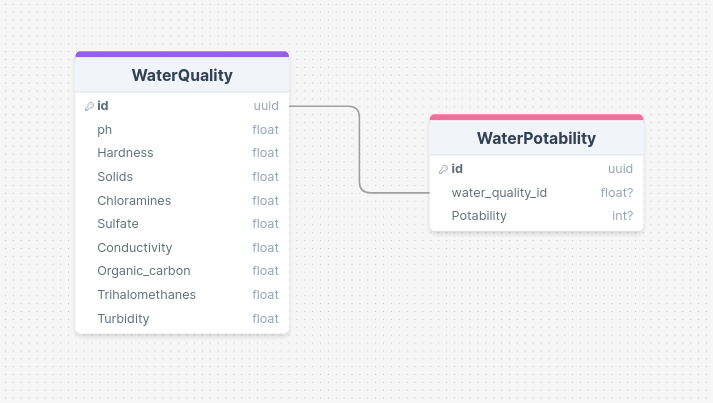 WaterQuality
id uuid
ph float
Hardness float
Solids float
Chloramines float
Sulfate float
Conductivity float
Organic_carbon float
Trihalomethanes float
Turbidity float
WaterPotability
id uuid
water_quality_id float?
Potability int?